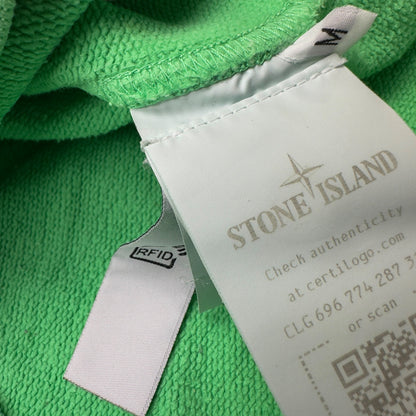 M
STONE ISLAND
Check authenticity
at certilogo.com
CLG 696 774 287
or scan
RFID